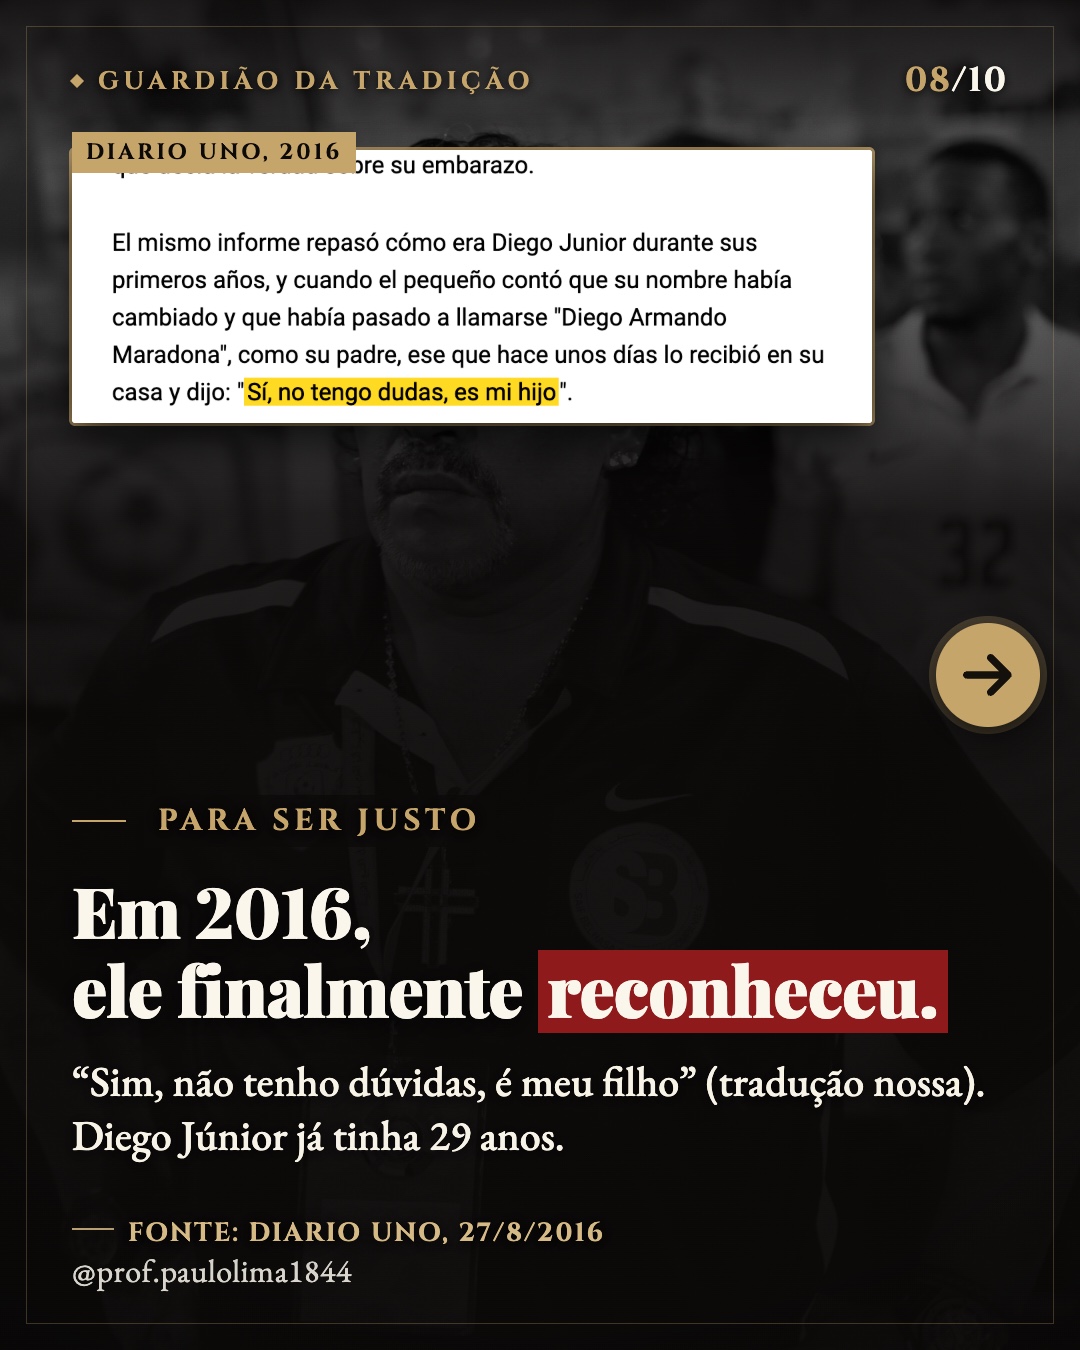 GUARDIÃO DA TRADIÇÃO
08/10
DIARIO UNO, 2016
bre su embarazo.
El mismo informe repasó cómo era Diego Junior durante sus
primeros años, y cuando el pequeño contó que su nombre había
cambiado y que había pasado a llamarse "Diego Armando
Maradona", como su padre, ese que hace unos días lo recibió en su
casa y dijo: "Sí, no tengo dudas, es mi hijo".
32
PARA SER JUSTO
Em 2016,
ele finalmente reconheceu.
“Sim, não tenho dúvidas, é meu filho” (tradução nossa).
Diego Júnior já tinha 29 anos.
FONTE: DIARIO UNO, 27/8/2016
@prof.paulolima1844